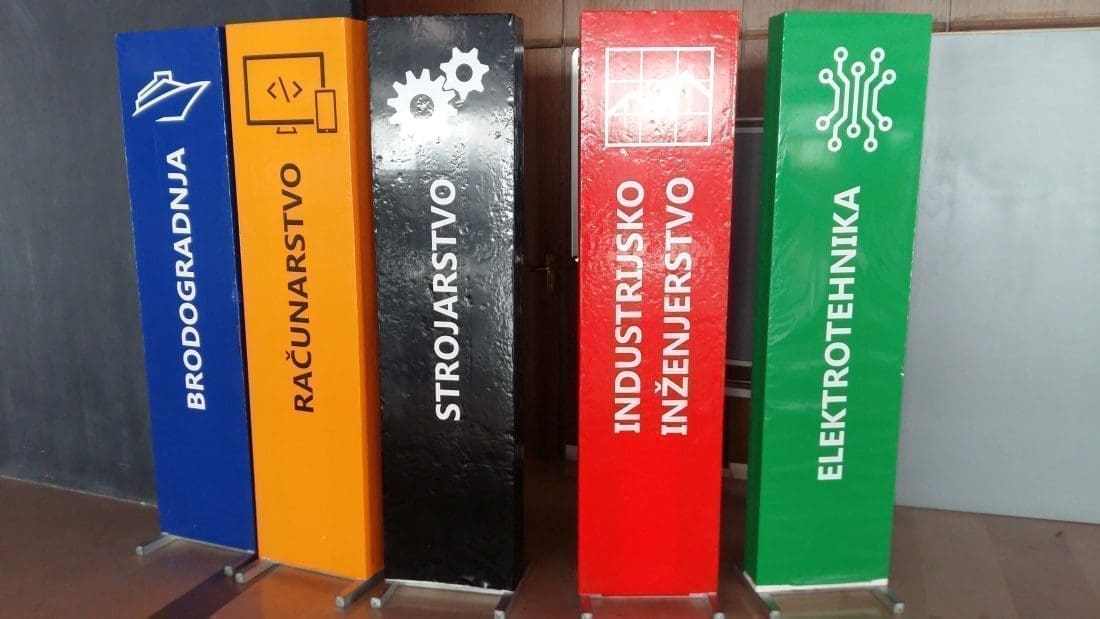 BRODOGRADNJA
RAČUNARSTVO
STROJARSTVO
INDUSTRIJSKO
INŽENJERSTVO
ELEKTROTEHNIKA